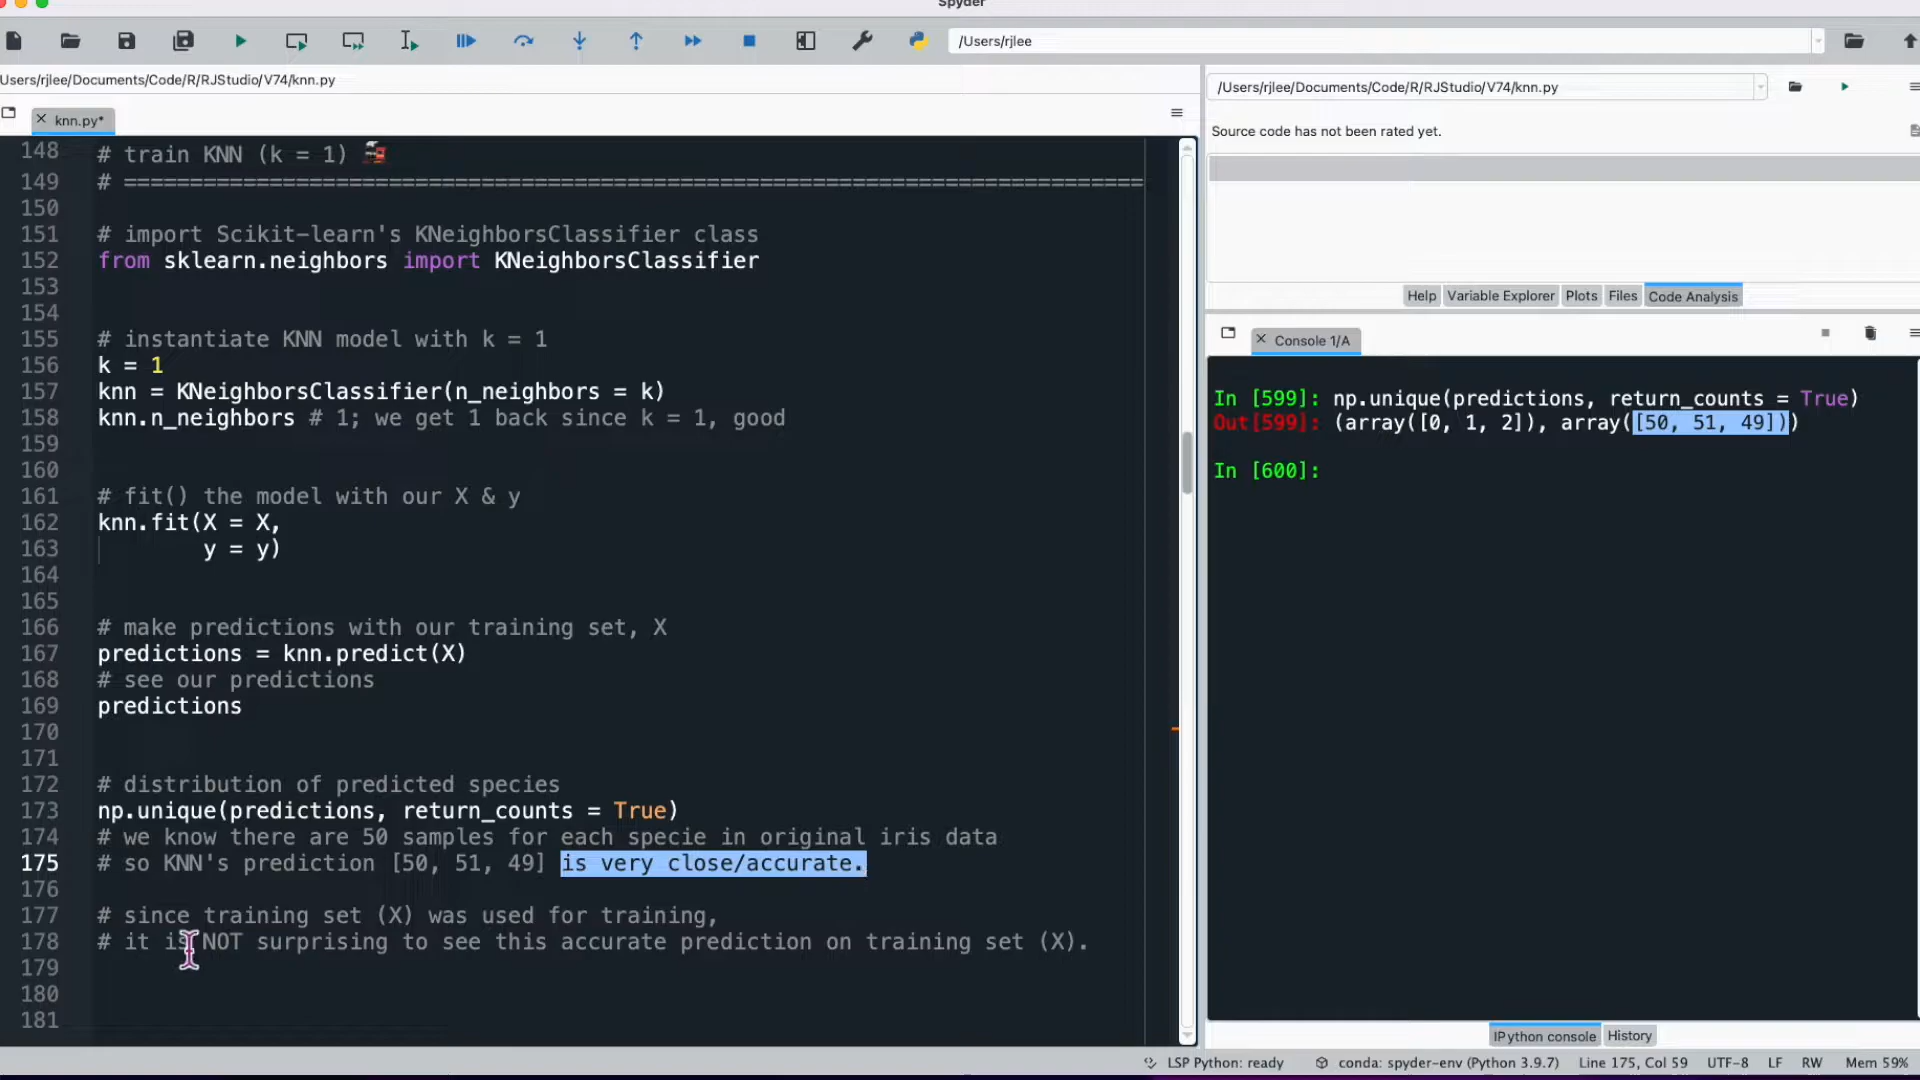 Spyder
/Users/rjlee
Users/rjlee/Documents/Code/R/RJStudio/V74/knn.py
knn.py*
148 # train KNN (k = 1)
149 # =============================================================================
150
151 # import Scikit-learn's KNeighborsClassifier class
152 from sklearn.neighbors import KNeighborsClassifier
153
154
155 # instantiate KNN model with k = 1
156 k = 1
157 knn = KNeighborsClassifier(n_neighbors = k)
158 knn.n_neighbors # 1; we get 1 back since k = 1, good
159
160
161 # fit() the model with our X & y
162 knn.fit(X = X,
163 y = y)
164
165
166 # make predictions with our training set, X
167 predictions = knn.predict(X)
168 # see our predictions
169 predictions
170
171
172 # distribution of predicted species
173 np.unique(predictions, return_counts = True)
174 # we know there are 50 samples for each specie in original iris data
175 # so KNN's prediction [50, 51, 49] is very close/accurate.
176
177 # since training set (X) was used for training,
178 # it is NOT surprising to see this accurate prediction on training set (X).
179
180
181
/Users/rjlee/Documents/Code/R/RJStudio/V74/knn.py
Source code has not been rated yet.
Help Variable Explorer Plots Files Code Analysis
Console 1/A
In [599]: np.unique(predictions, return_counts = True)
Out[599]: (array([0, 1, 2]), array([50, 51, 49]))
In [600]:
IPython console History
LSP Python: ready conda: spyder-env (Python 3.9.7) Line 175, Col 59 UTF-8 LF RW Mem 59%